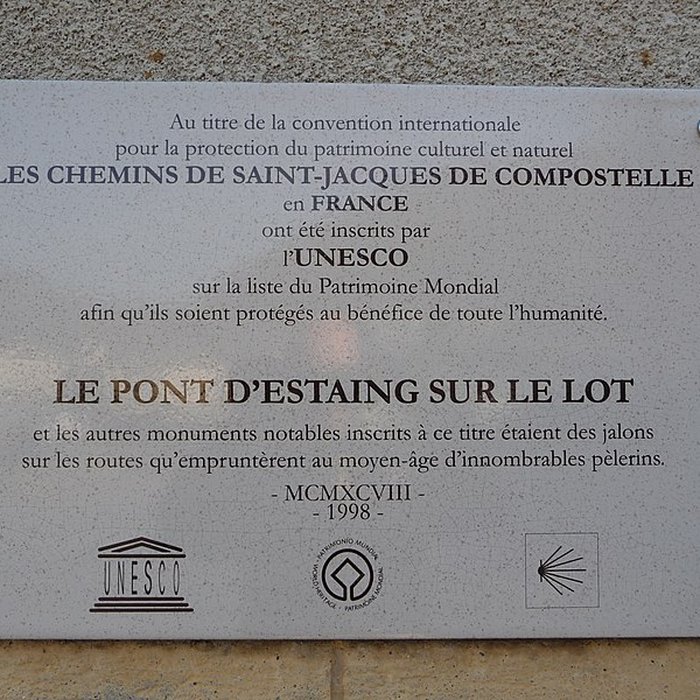 Au titre de la convention internationale
pour la protection du patrimoine culturel et naturel
LES CHEMINS DE SAINT-JACQUES DE COMPOSTELLE
en FRANCE
ont été inscrits par
l'UNESCO
sur la liste du Patrimoine Mondial
afin qu'ils soient protégés au bénéfice de toute l'humanité.
LE PONT D'ESTAING SUR LE LOT
et les autres monuments notables inscrits à ce titre étaient des jalons
sur les routes qu'empruntèrent au moyen-âge d'innombrables pèlerins.
- MCMXCVIII -
- 1998 -
UNESCO
PATRIMONIO MUNDIAL
WORLD HERITAGE
PATRIMOINE MONDIAL